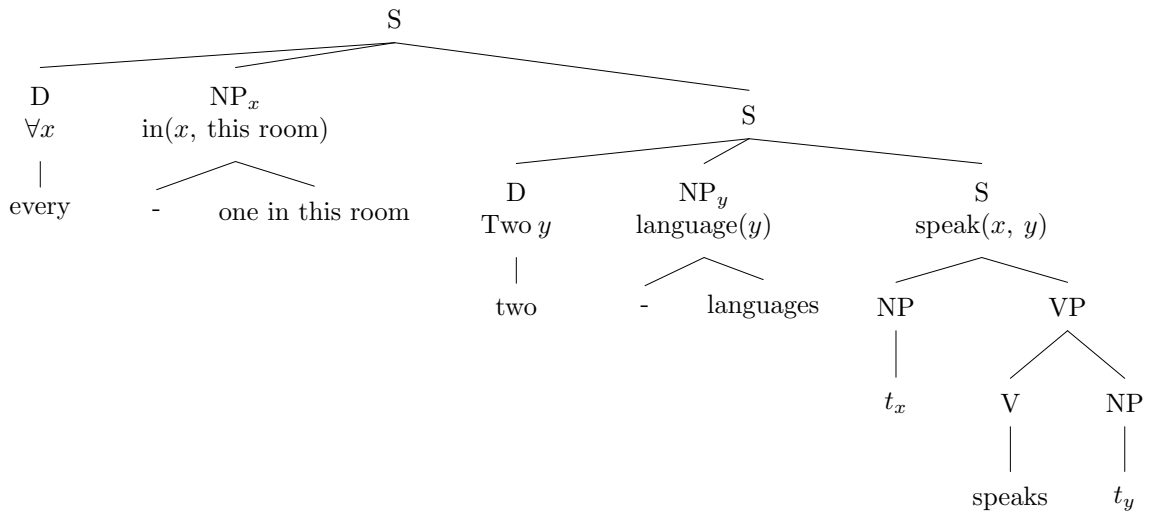 S
D
∀x
NPx
in(x, this room)
S
every
-
one in this room
D
Two y
NPy
language(y)
S
speak(x, y)
two
-
languages
NP
VP
tx
V
NP
speaks
ty